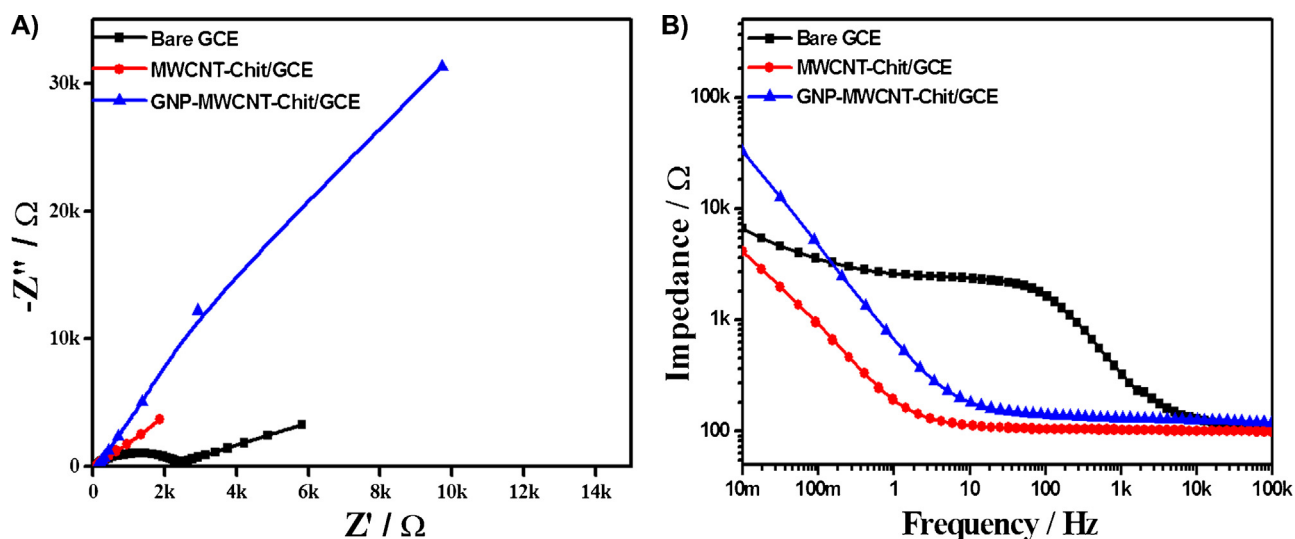 A)
Bare GCE
MWCNT-Chit/GCE
GNP-MWCNT-Chit/GCE
30k
20k
10k
0
-Z" / Ω
0 2k 4k 6k 8k 10k 12k 14k
Z' / Ω
B)
Bare GCE
MWCNT-Chit/GCE
GNP-MWCNT-Chit/GCE
100k
10k
1k
100
Impedance / Ω
10m 100m 1 10 100 1k 10k 100k
Frequency / Hz